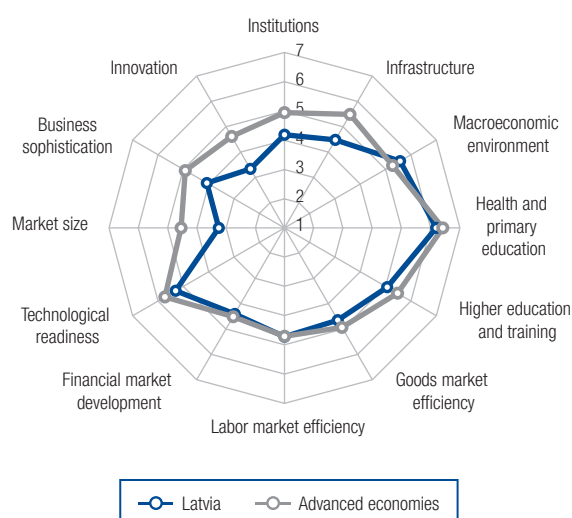 Institutions
Infrastructure
Macroeconomic
environment
Health and
primary
education
Higher education
and training
Goods market
efficiency
Labor market efficiency
Financial market
development
Technological
readiness
Market size
Business
sophistication
Innovation
7
6
5
4
3
2
1
Latvia
Advanced economies